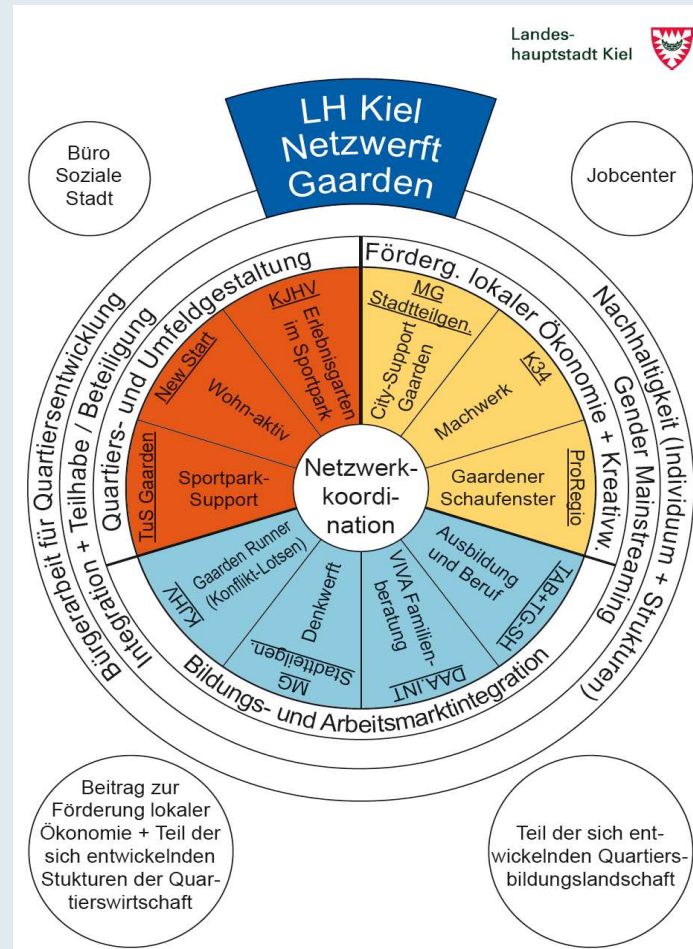 Landes-
hauptstadt Kiel
LH Kiel
Netzwerft
Gaarden
Büro
Soziale
Stadt
Jobcenter
Bürgerarbeit für Quartiersentwicklung
Integration + Teilhabe / Beteiligung
Quartiers- und Umfeldgestaltung
Förderg. lokaler Ökonomie + Kreativw.
Gender Mainstreaming
Nachhaltigkeit (Individuum + Strukturen)
KJHV
Erlebnisgarten
im Sportpark
New Start
Wohn-aktiv
TuS Gaarden
Sportpark-
Support
MG
Stadtteilgen.
City-Support
Gaarden
K34
Machwerk
ProRegio
Gaardener
Schaufenster
Netzwerk-
koordi-
nation
KJHV
Gaarden Runner
(Konflikt-Lotsen)
Denkwerft
Stadtteilgen.
MG
VIVA Familien-
beratung
DAA.INT
Ausbildung
und Beruf
TAB+TG-SH
Bildungs- und Arbeitsmarktintegration
Beitrag zur
Förderung lokaler
Ökonomie + Teil der
sich entwickelnden
Stukturen der Quar-
tierswirtschaft
Teil der sich ent-
wickelnden Quartiers-
bildungslandschaft